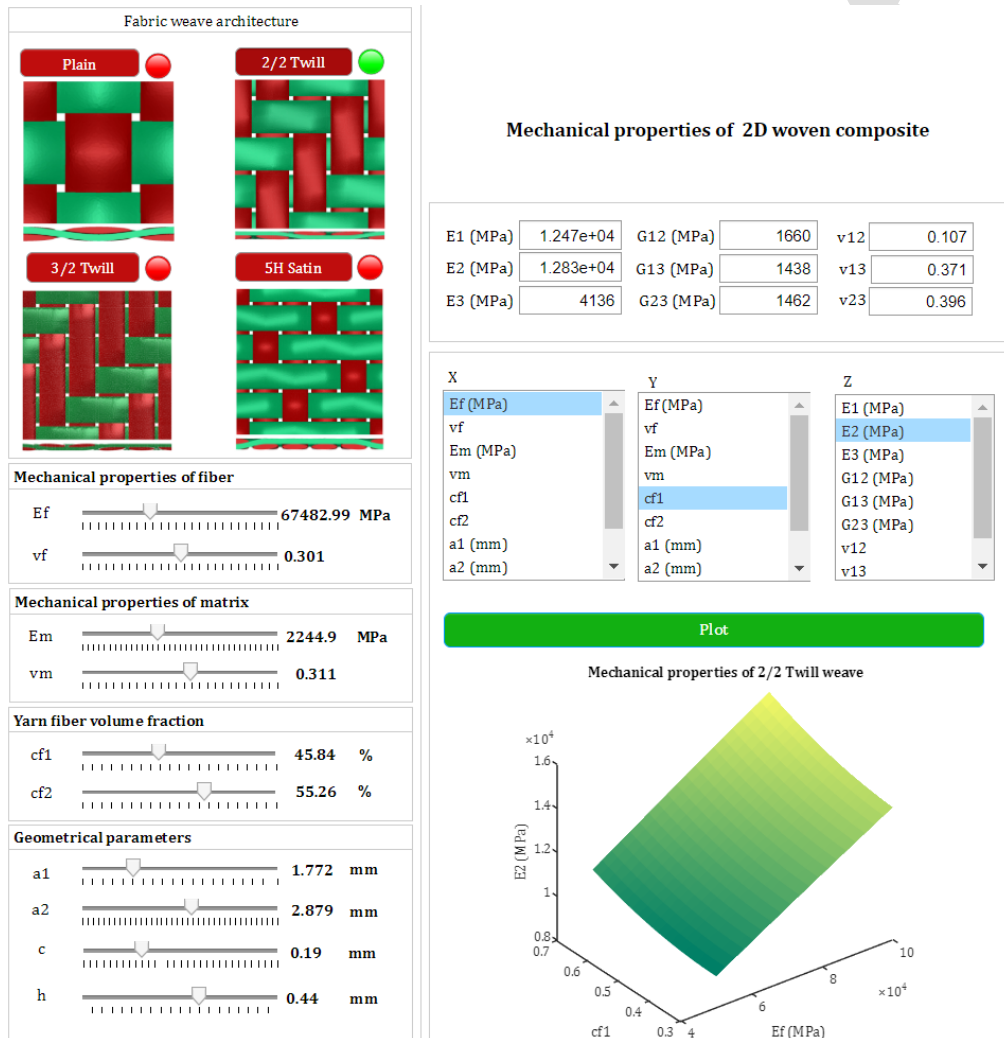 Fabric weave architecture
Plain
2/2 Twill
3/2 Twill
5H Satin
Mechanical properties of fiber
Ef 67482.99 MPa
vf 0.301
Mechanical properties of matrix
Em 2244.9 MPa
vm 0.311
Yarn fiber volume fraction
cf1 45.84 %
cf2 55.26 %
Geometrical parameters
a1 1.772 mm
a2 2.879 mm
c 0.19 mm
h 0.44 mm
Mechanical properties of 2D woven composite
E1 (MPa) 1.247e+04 G12 (MPa) 1660 v12 0.107
E2 (MPa) 1.283e+04 G13 (MPa) 1438 v13 0.371
E3 (MPa) 4136 G23 (MPa) 1462 v23 0.396
X
Ef (MPa)
vf
Em (MPa)
vm
cf1
cf2
a1 (mm)
a2 (mm)
Y
Ef (MPa)
vf
Em (MPa)
vm
cf1
cf2
a1 (mm)
a2 (mm)
Z
E1 (MPa)
E2 (MPa)
E3 (MPa)
G12 (MPa)
G13 (MPa)
G23 (MPa)
v12
v13
Plot
Mechanical properties of 2/2 Twill weave
×10⁴
1.6
1.4
1.2
1
0.8
E2 (MPa)
0.7
0.6
0.5
0.4
0.3
cf1
4
6
8
10
×10⁴
Ef (MPa)